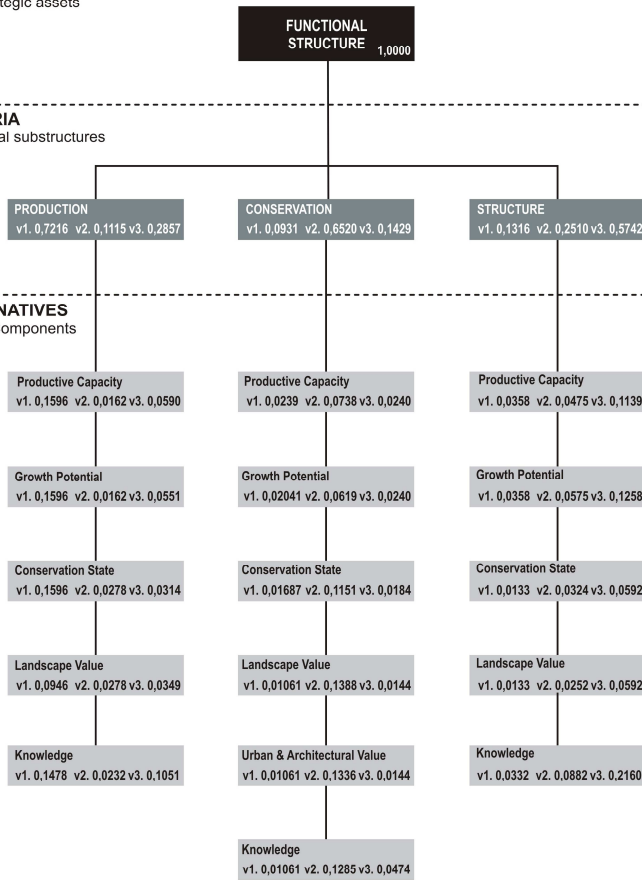 assets
FUNCTIONAL
STRUCTURE 1,0000
substructures
PRODUCTION
v1. 0,7216 v2. 0,1115 v3. 0,2857
CONSERVATION
v1. 0,0931 v2. 0,6520 v3. 0,1429
STRUCTURE
v1. 0,1316 v2. 0,2510 v3. 0,5742
Productive Capacity
v1. 0,1596 v2. 0,0162 v3. 0,0590
Productive Capacity
v1. 0,0239 v2. 0,0738 v3. 0,0240
Productive Capacity
v1. 0,0358 v2. 0,0475 v3. 0,1139
Growth Potential
v1. 0,1596 v2. 0,0162 v3. 0,0551
Growth Potential
v1. 0,02041 v2. 0,0619 v3. 0,0240
Growth Potential
v1. 0,0358 v2. 0,0575 v3. 0,1258
Conservation State
v1. 0,1596 v2. 0,0278 v3. 0,0314
Conservation State
v1. 0,01687 v2. 0,1151 v3. 0,0184
Conservation State
v1. 0,0133 v2. 0,0324 v3. 0,0592
Landscape Value
v1. 0,0946 v2. 0,0278 v3. 0,0349
Landscape Value
v1. 0,01061 v2. 0,1388 v3. 0,0144
Landscape Value
v1. 0,0133 v2. 0,0252 v3. 0,0592
Knowledge
v1. 0,1478 v2. 0,0232 v3. 0,1051
Urban & Architectural Value
v1. 0,01061 v2. 0,1336 v3. 0,0144
Knowledge
v1. 0,0332 v2. 0,0882 v3. 0,2160
Knowledge
v1. 0,01061 v2. 0,1285 v3. 0,0474